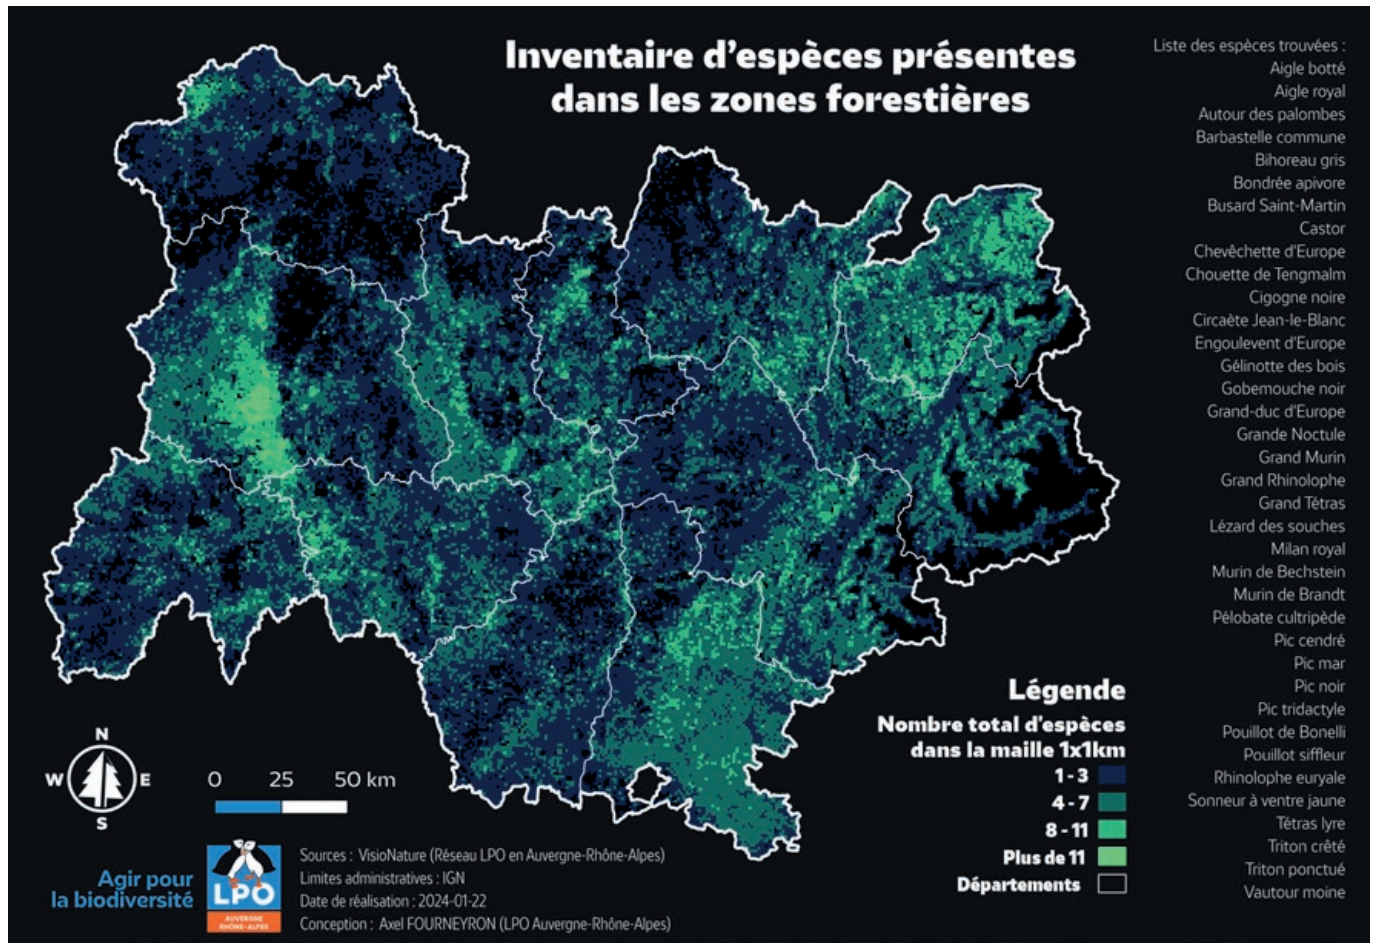 Inventaire d'espèces présentes
dans les zones forestières
Liste des espèces trouvées :
Aigle botté
Aigle royal
Autour des palombes
Barbastelle commune
Bihoreau gris
Bondrée apivore
Busard Saint-Martin
Castor
Chevêchette d'Europe
Chouette de Tengmalm
Cigogne noire
Circaète Jean-le-Blanc
Engoulevent d'Europe
Gélinotte des bois
Gobemouche noir
Grand-duc d'Europe
Grande Noctule
Grand Murin
Grand Rhinolophe
Grand Tétras
Lézard des souches
Milan royal
Murin de Bechstein
Murin de Brandt
Pélobate cultripède
Pic cendré
Pic mar
Pic noir
Pic tridactyle
Pouillot de Bonelli
Pouillot siffleur
Rhinolophe euryale
Sonneur à ventre jaune
Tétras lyre
Triton crêté
Triton ponctué
Vautour moine
Légende
Nombre total d'espèces
dans la maille 1x1km
1 - 3
4 - 7
8 - 11
Plus de 11
Départements
N
W E
S
0 25 50 km
Agir pour
la biodiversité
LPO
AUVERGNE
RHÔNE-ALPES
Sources : VisioNature (Réseau LPO en Auvergne-Rhône-Alpes)
Limites administratives : IGN
Date de réalisation : 2024-01-22
Conception : Axel FOURNEYRON (LPO Auvergne-Rhône-Alpes)